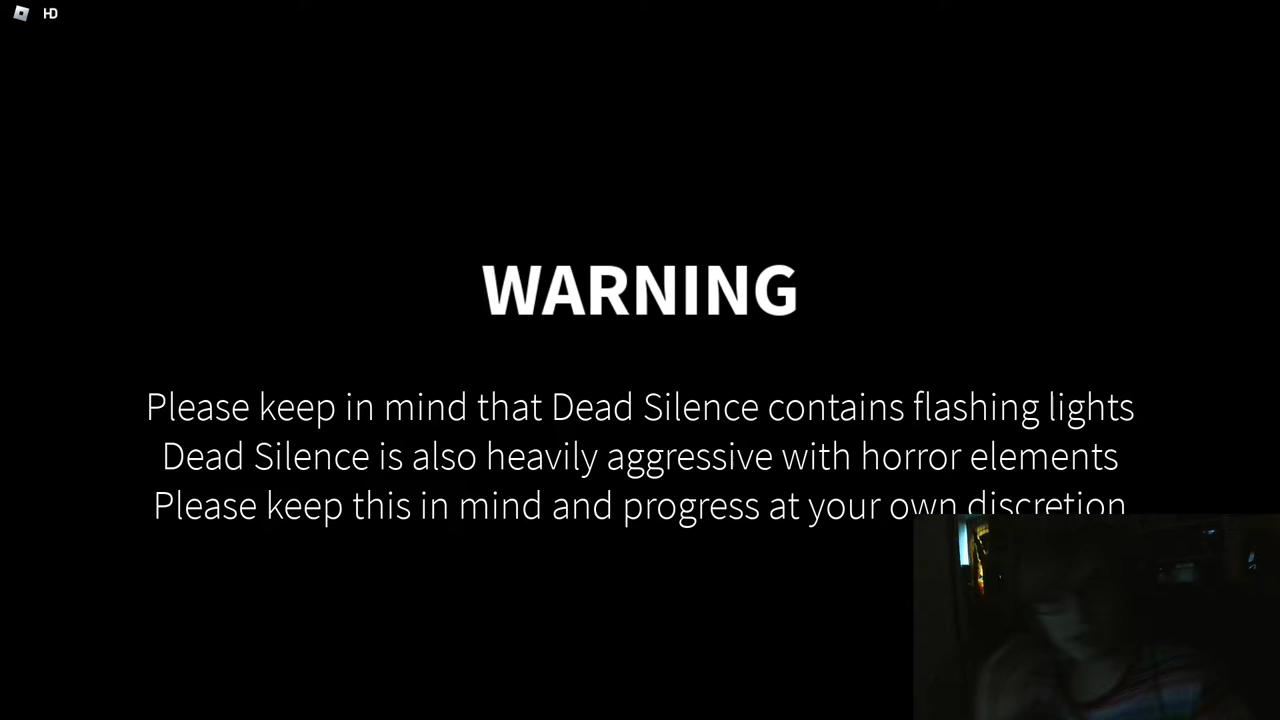 HD
WARNING
Please keep in mind that Dead Silence contains flashing lights
Dead Silence is also heavily aggressive with horror elements
Please keep this in mind and progress at your own discretion